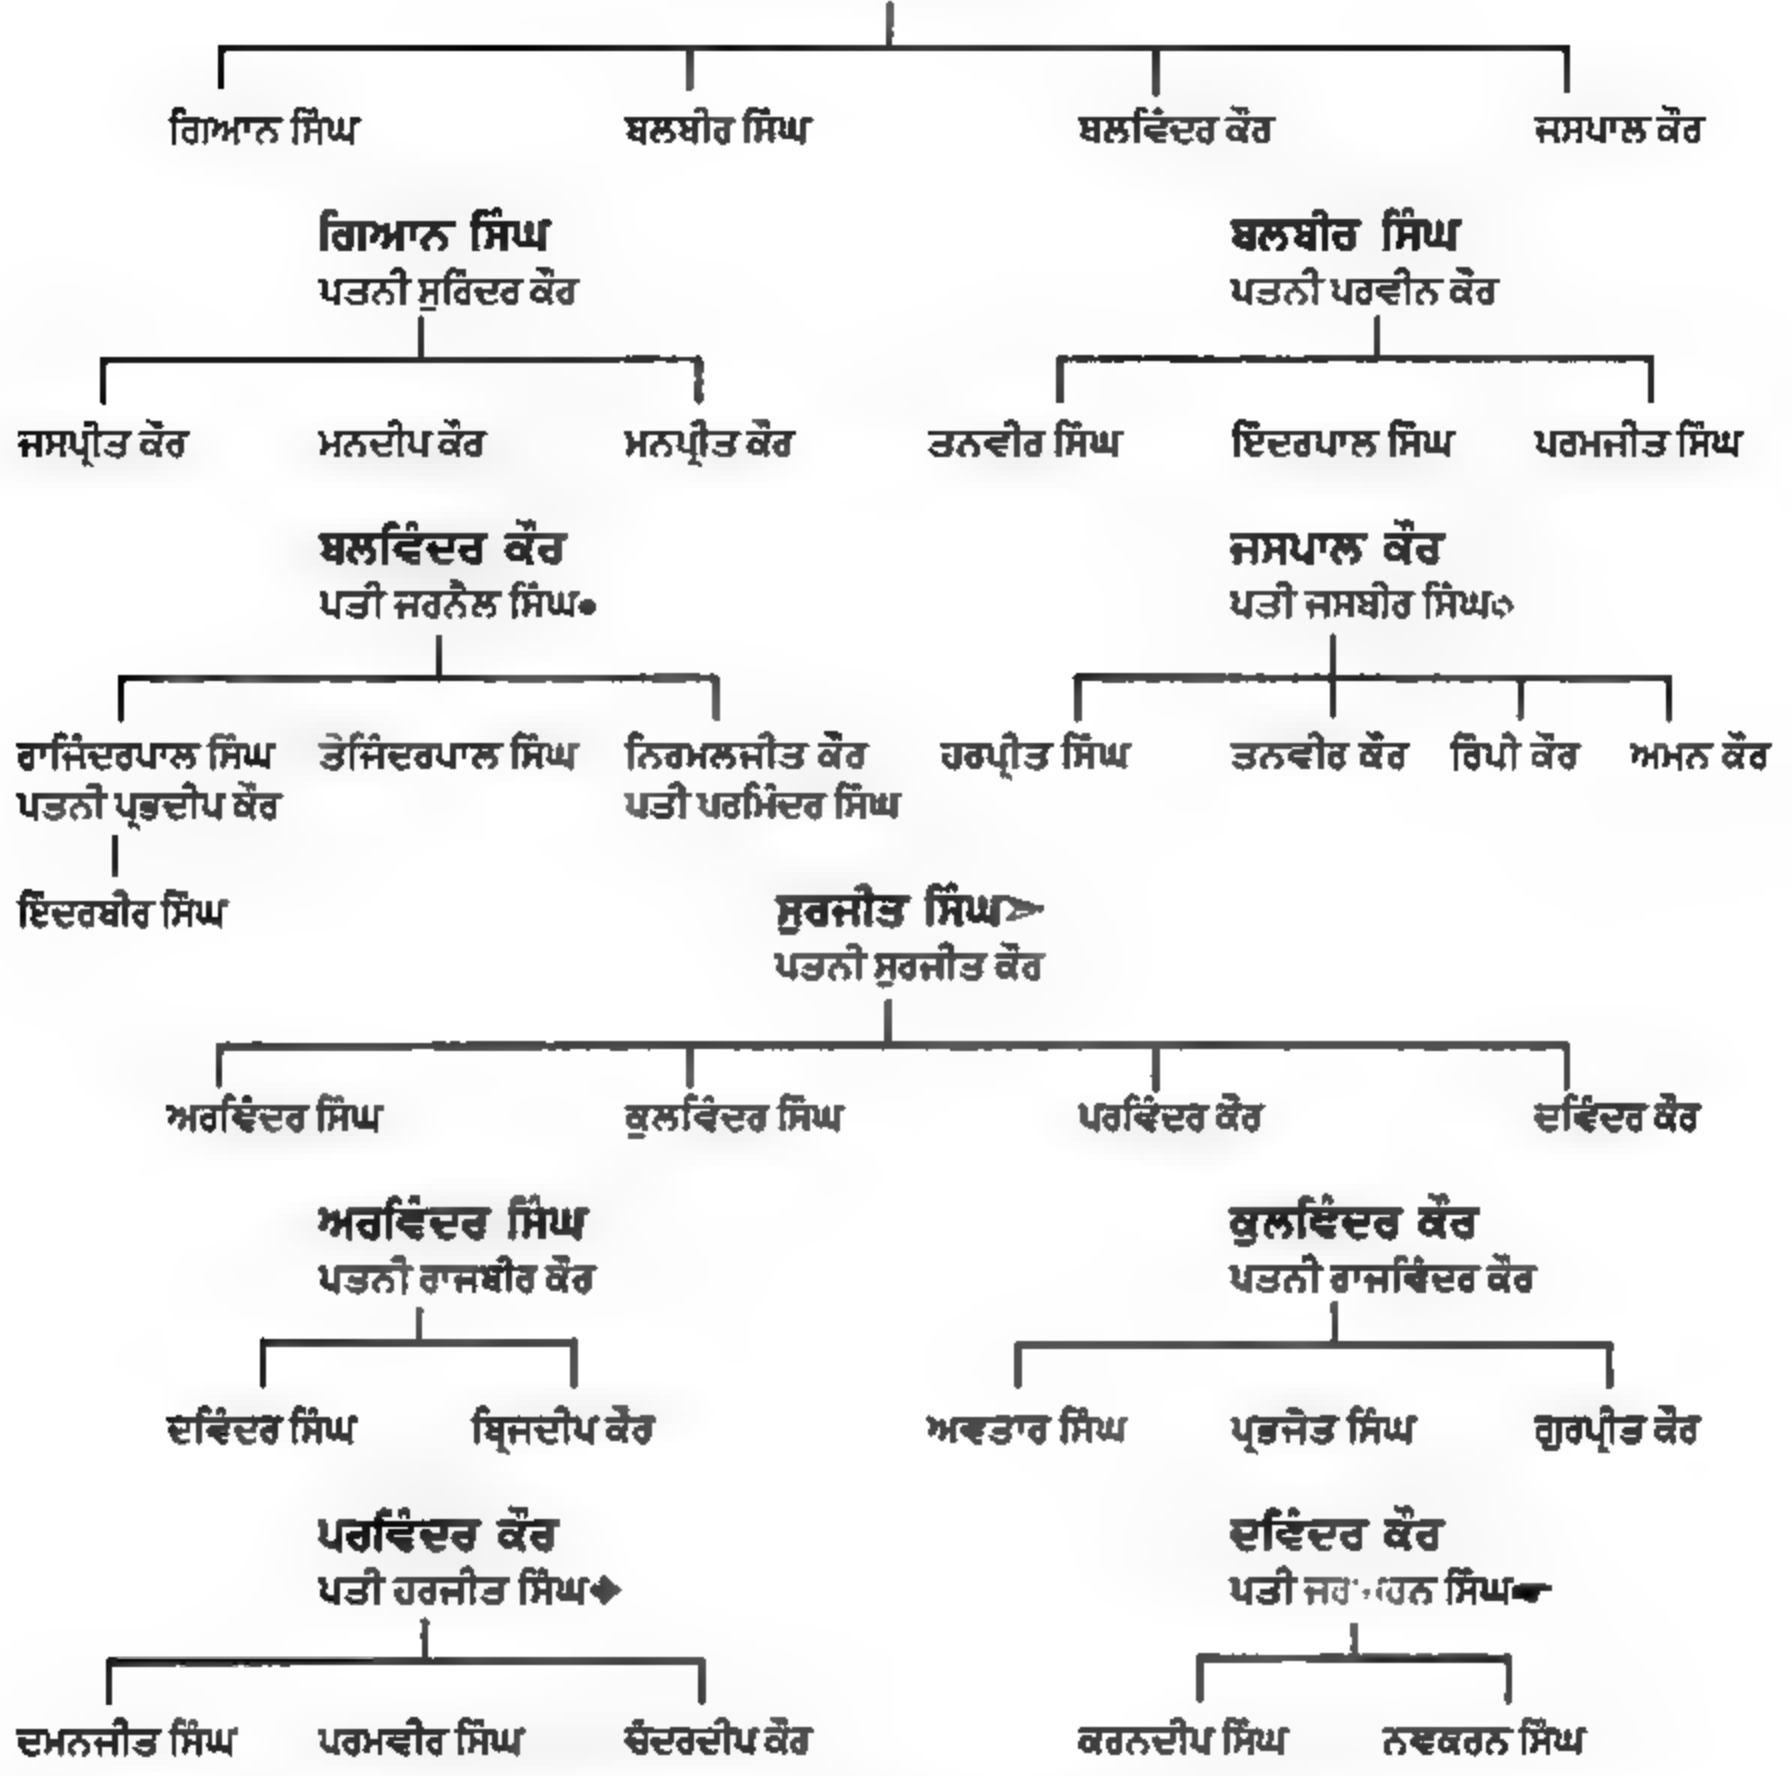 ਗਿਆਨ ਸਿੰਘ ਬਲਬੀਰ ਸਿੰਘ ਬਲਵਿੰਦਰ ਕੌਰ ਜਸਪਾਲ ਕੌਰ
ਗਿਆਨ ਸਿੰਘ ਬਲਬੀਰ ਸਿੰਘ
ਪਤਨੀ ਸੁਰਿੰਦਰ ਕੌਰ ਪਤਨੀ ਪਰਵੀਨ ਕੌਰ
ਜਸਪ੍ਰੀਤ ਕੌਰ ਮਨਦੀਪ ਕੌਰ ਮਨਪ੍ਰੀਤ ਕੌਰ ਤਨਵੀਰ ਸਿੰਘ ਇੰਦਰਪਾਲ ਸਿੰਘ ਪਰਮਜੀਤ ਸਿੰਘ
ਬਲਵਿੰਦਰ ਕੌਰ ਜਸਪਾਲ ਕੌਰ
ਪਤੀ ਜਰਨੈਲ ਸਿੰਘ ਪਤੀ ਜਸਬੀਰ ਸਿੰਘ
ਰਾਜਿੰਦਰਪਾਲ ਸਿੰਘ ਤੇਜਿੰਦਰਪਾਲ ਸਿੰਘ ਨਿਰਮਲਜੀਤ ਕੌਰ ਹਰਪ੍ਰੀਤ ਸਿੰਘ ਤਨਵੀਰ ਕੌਰ ਰਿੰਪੀ ਕੌਰ ਅਮਨ ਕੌਰ
ਪਤਨੀ ਪ੍ਰਭਦੀਪ ਕੌਰ ਪਤੀ ਪਰਮਿੰਦਰ ਸਿੰਘ
ਇੰਦਰਬੀਰ ਸਿੰਘ ਸੁਰਜੀਤ ਸਿੰਘ
ਪਤਨੀ ਸੁਰਜੀਤ ਕੌਰ
ਅਰਵਿੰਦਰ ਸਿੰਘ ਕੁਲਵਿੰਦਰ ਸਿੰਘ ਪਰਵਿੰਦਰ ਕੌਰ ਦਵਿੰਦਰ ਕੌਰ
ਅਰਵਿੰਦਰ ਸਿੰਘ ਕੁਲਵਿੰਦਰ ਕੌਰ
ਪਤਨੀ ਰਾਜਬੀਰ ਕੌਰ ਪਤਨੀ ਰਾਜਵਿੰਦਰ ਕੌਰ
ਦਵਿੰਦਰ ਸਿੰਘ ਬ੍ਰਿਜਦੀਪ ਕੌਰ ਅਵਤਾਰ ਸਿੰਘ ਪ੍ਰਭਜੋਤ ਸਿੰਘ ਗੁਰਪ੍ਰੀਤ ਕੌਰ
ਪਰਵਿੰਦਰ ਕੌਰ ਦਵਿੰਦਰ ਕੌਰ
ਪਤੀ ਹਰਜੀਤ ਸਿੰਘ ਪਤੀ ਸਿੰਘ
ਦਮਨਜੀਤ ਸਿੰਘ ਪਰਮਵੀਰ ਸਿੰਘ ਚੰਦਰਦੀਪ ਕੌਰ ਕਰਨਦੀਪ ਸਿੰਘ ਨਵਕਰਨ ਸਿੰਘ